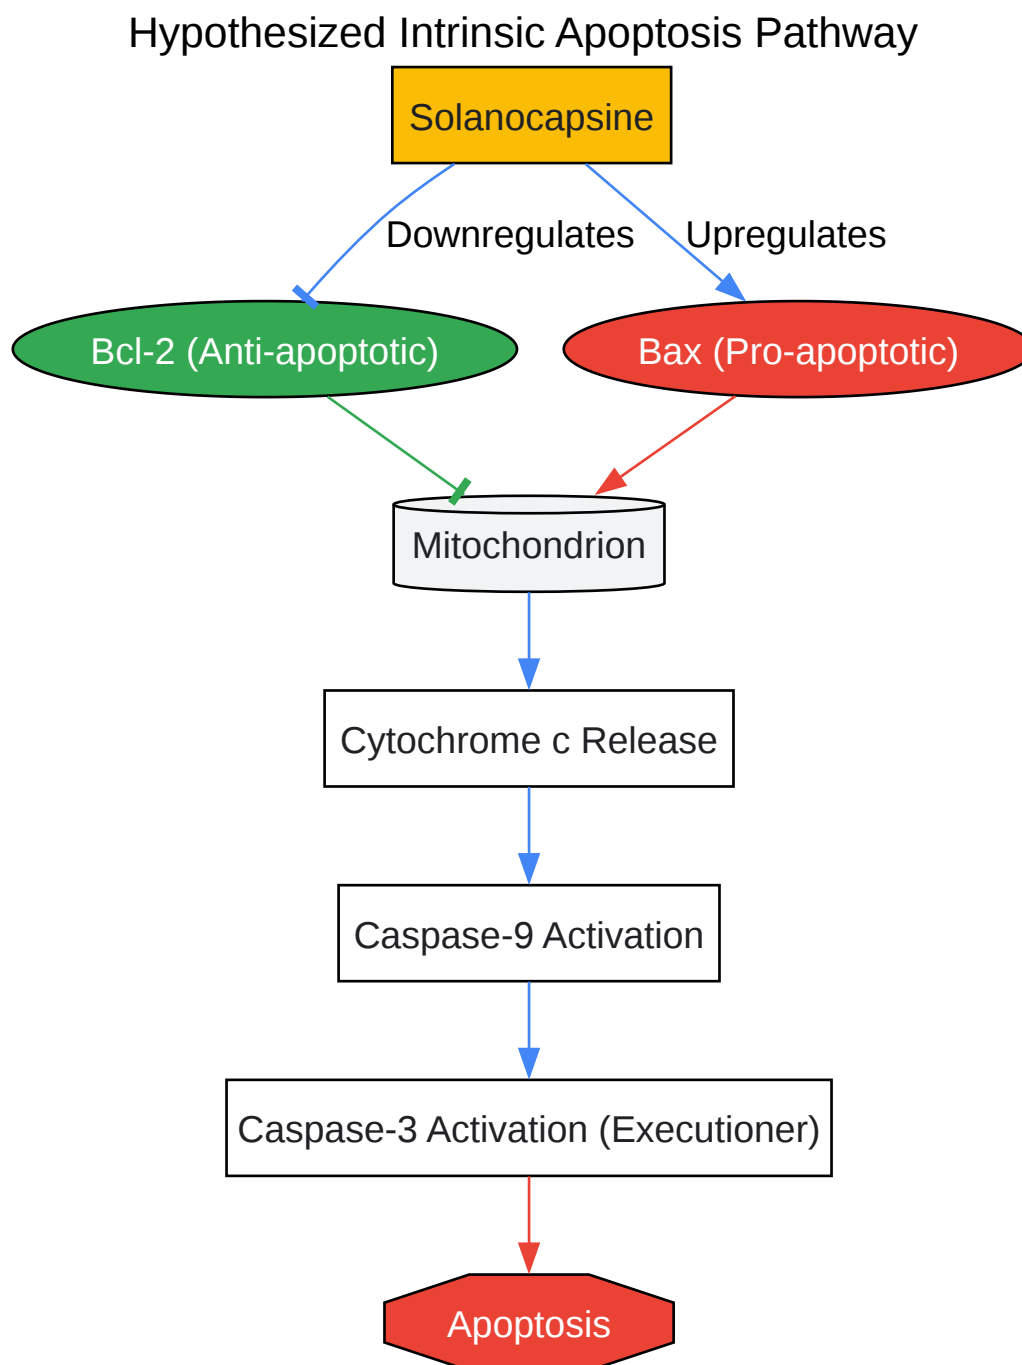 Hypothesized Intrinsic Apoptosis Pathway
Solanocapsine
Downregulates
Upregulates
Bcl-2 (Anti-apoptotic)
Bax (Pro-apoptotic)
Mitochondrion
Cytochrome c Release
Caspase-9 Activation
Caspase-3 Activation (Executioner)
Apoptosis